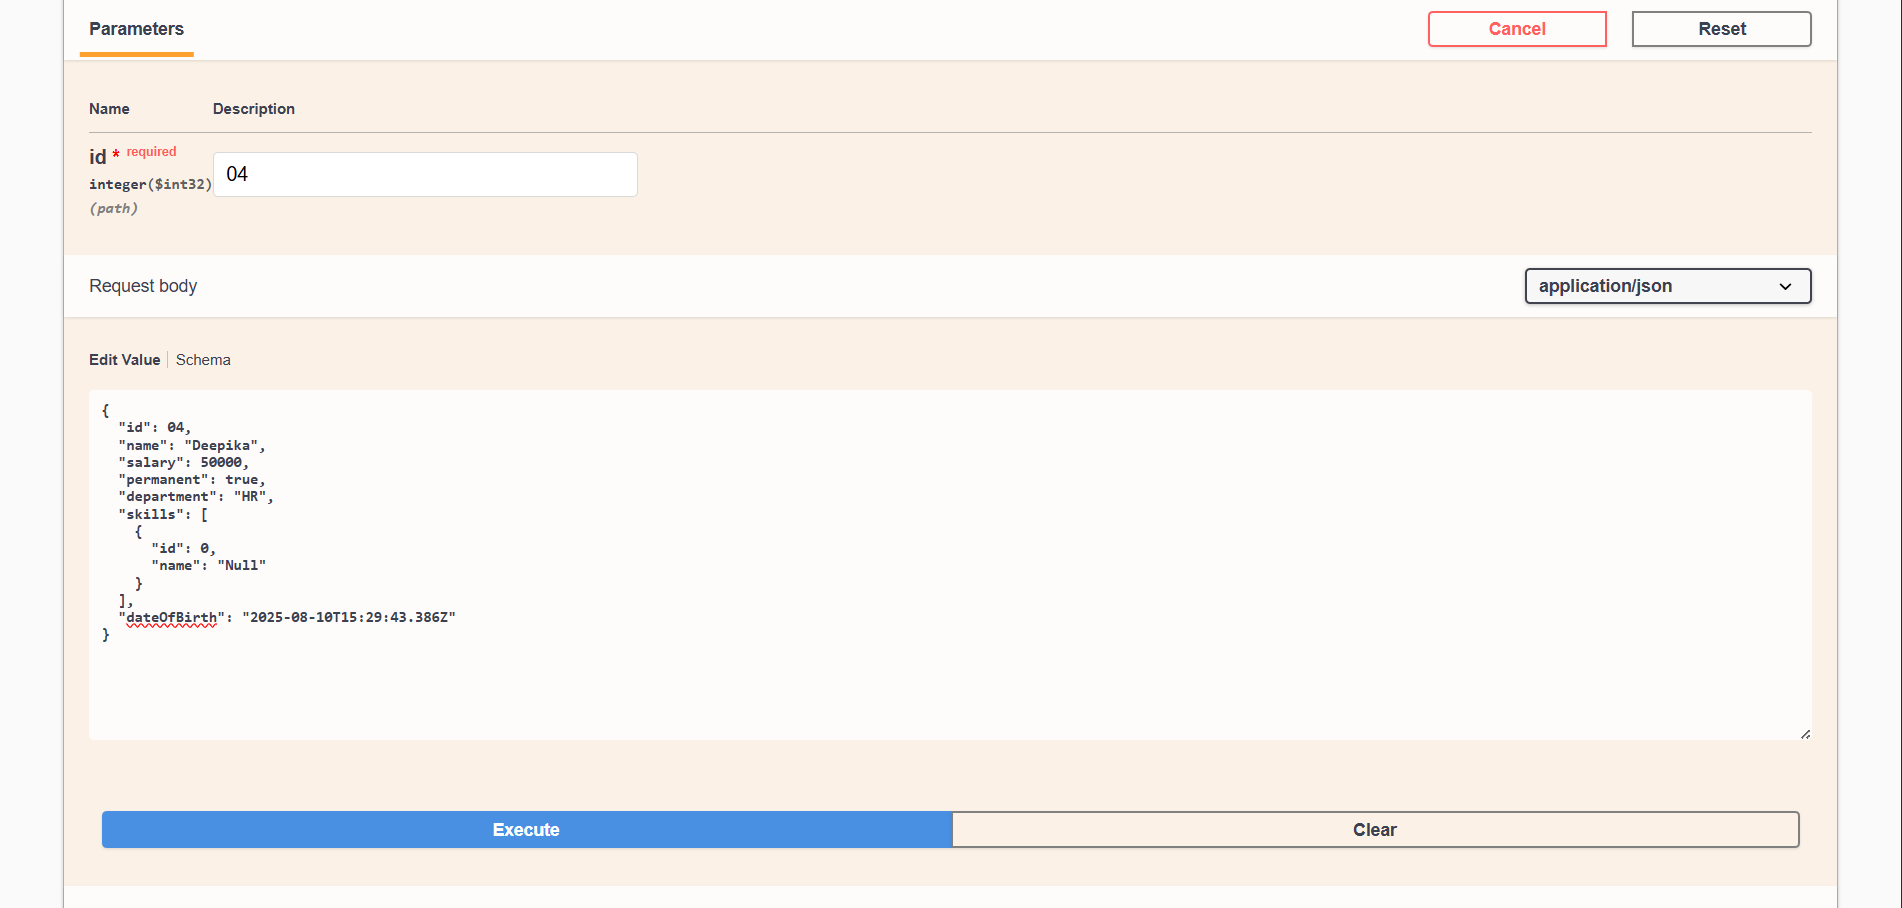 Parameters
Cancel
Reset
Name Description
id * required
integer($int32)
(path)
04
Request body
application/json
Edit Value | Schema
{
  "id": 04,
  "name": "Deepika",
  "salary": 50000,
  "permanent": true,
  "department": "HR",
  "skills": [
    {
      "id": 0,
      "name": "Null"
    }
  ],
  "dateOfBirth": "2025-08-10T15:29:43.386Z"
}
Execute
Clear